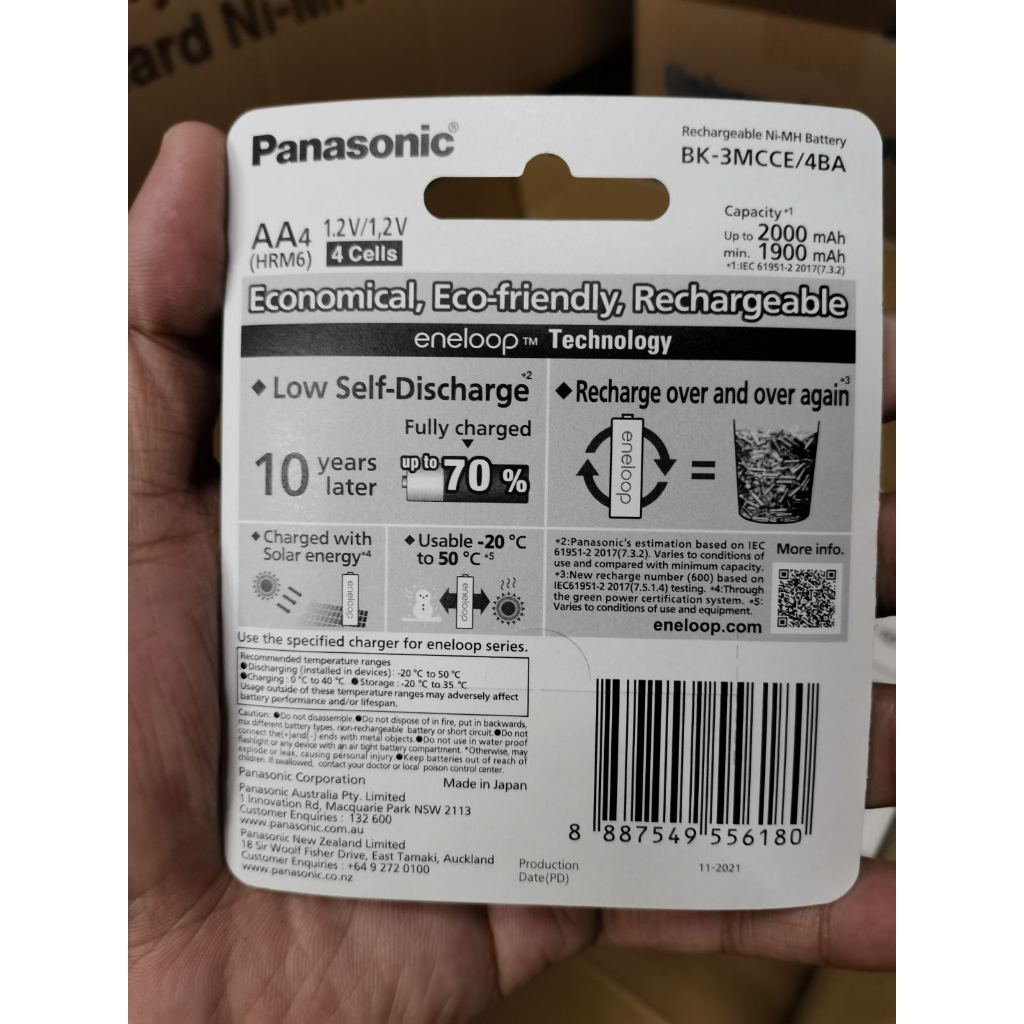 ard Ni-MH
Panasonic®
Rechargeable Ni-MH Battery
BK-3MCCE/4BA
AA4
(HRM6)
1.2V/1,2V
4 Cells
Capacity*1
Up to 2000 mAh
min. 1900 mAh
*1:IEC 61951-2 2017(7.3.2)
Economical, Eco-friendly, Rechargeable
eneloop™ Technology
◆ Low Self-Discharge*2
Fully charged
10 years later
up to 70 %
◆ Recharge over and over again*3
eneloop
=
◆ Charged with
Solar energy*4
eneloop
◆ Usable -20 °C
to 50 °C *5
eneloop
*2:Panasonic's estimation based on IEC
61951-2 2017(7.3.2). Varies to conditions of
use and compared with minimum capacity.
*3:New recharge number (600) based on
IEC61951-2 2017(7.5.1.4) testing. *4:Through
the green power certification system. *5:
Varies to conditions of use and equipment.
More info.
eneloop.com
Use the specified charger for eneloop series.
Recommended temperature ranges
●Discharging (installed in devices) : -20 °C to 50 °C
●Charging : 0 °C to 40 °C ●Storage : -20 °C to 35 °C
Usage outside of these temperature ranges may adversely affect
battery performance and/or lifespan.
Caution: ●Do not disassemble.●Do not dispose of in fire, put in backwards,
mix different battery types, non-rechargeable battery or short circuit.●Do not
connect the(+)and(-) ends with metal objects.●Do not use in water proof
flashlight or any device with an air tight battery compartment. *Otherwise, may
explode or leak, causing personal injury.●Keep batteries out of reach of
children. If swallowed, contact your doctor or local poison control center.
Panasonic Corporation
Made in Japan
Panasonic Australia Pty. Limited
1 Innovation Rd, Macquarie Park NSW 2113
Customer Enquiries : 132 600
www.panasonic.com.au
Panasonic New Zealand Limited
18 Sir Woolf Fisher Drive, East Tamaki, Auckland
Customer Enquiries : +64 9 272 0100
www.panasonic.co.nz
8 887549 556180
Production
Date(PD)
11-2021